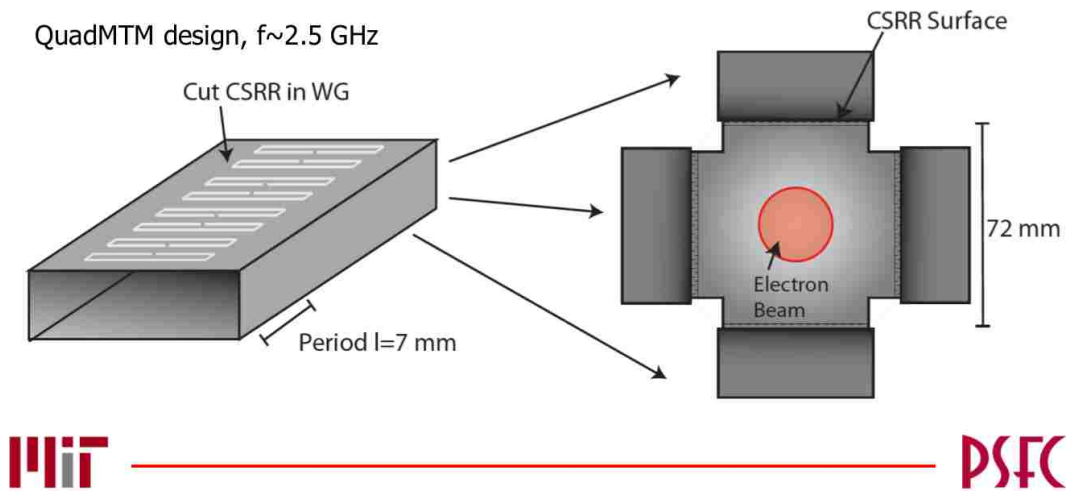 QuadMTM design, f~2.5 GHz
Cut CSRR in WG
Period l=7 mm
CSRR Surface
72 mm
Electron
Beam
MIT
PSFC